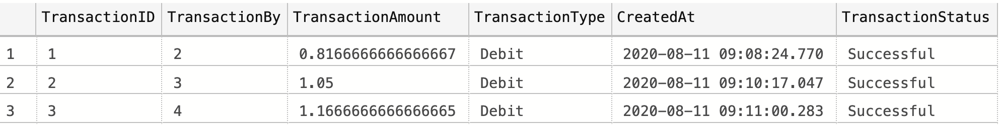 TransactionID TransactionBy TransactionAmount TransactionType CreatedAt TransactionStatus
1 1 2 0.8166666666666667 Debit 2020-08-11 09:08:24.770 Successful
2 2 3 1.05 Debit 2020-08-11 09:10:17.047 Successful
3 3 4 1.1666666666666665 Debit 2020-08-11 09:11:00.283 Successful